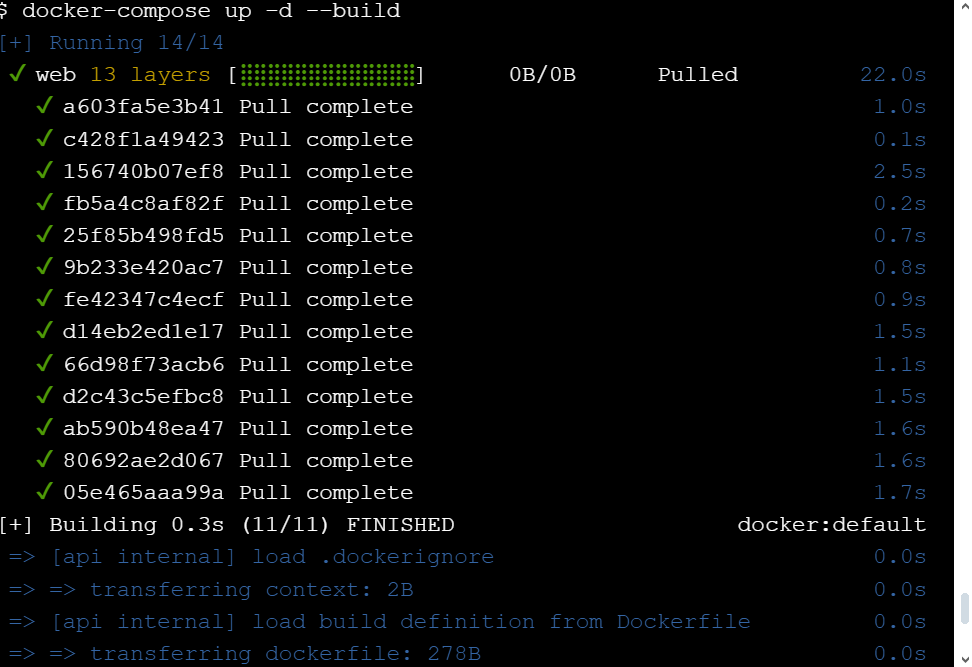 $ docker-compose up -d --build
[+] Running 14/14
✓ web 13 layers [⣿⣿⣿⣿⣿⣿⣿⣿⣿⣿⣿⣿⣿] 0B/0B Pulled 22.0s
✓ a603fa5e3b41 Pull complete 1.0s
✓ c428f1a49423 Pull complete 0.1s
✓ 156740b07ef8 Pull complete 2.5s
✓ fb5a4c8af82f Pull complete 0.2s
✓ 25f85b498fd5 Pull complete 0.7s
✓ 9b233e420ac7 Pull complete 0.8s
✓ fe42347c4ecf Pull complete 0.9s
✓ d14eb2ed1e17 Pull complete 1.5s
✓ 66d98f73acb6 Pull complete 1.1s
✓ d2c43c5efbc8 Pull complete 1.5s
✓ ab590b48ea47 Pull complete 1.6s
✓ 80692ae2d067 Pull complete 1.6s
✓ 05e465aaa99a Pull complete 1.7s
[+] Building 0.3s (11/11) FINISHED docker:default
=> [api internal] load .dockerignore 0.0s
=> => transferring context: 2B 0.0s
=> [api internal] load build definition from Dockerfile 0.0s
=> => transferring dockerfile: 278B 0.0s